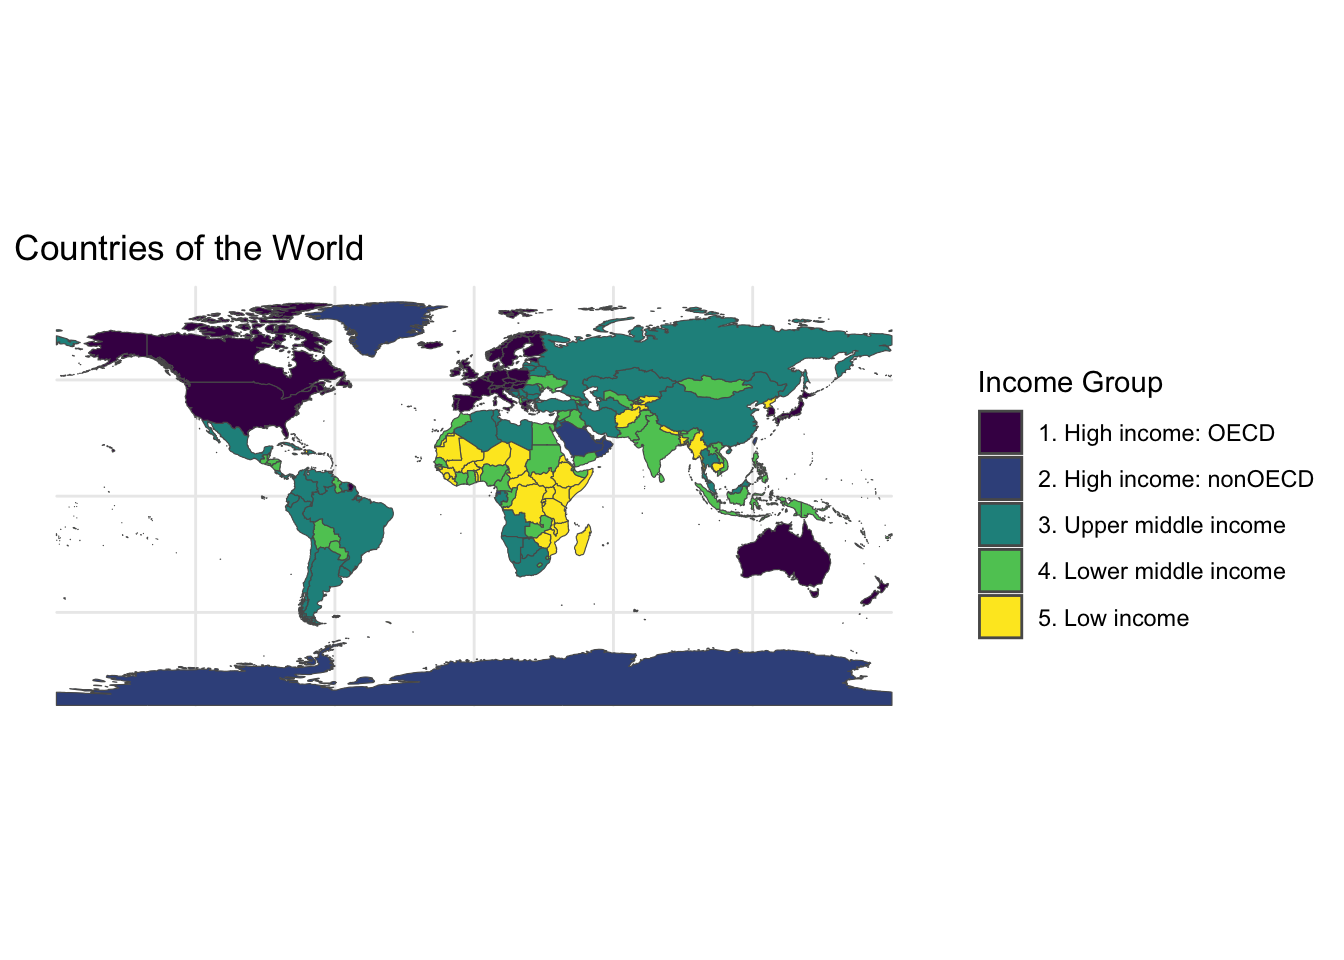 Countries of the World
Income Group
1. High income: OECD
2. High income: nonOECD
3. Upper middle income
4. Lower middle income
5. Low income